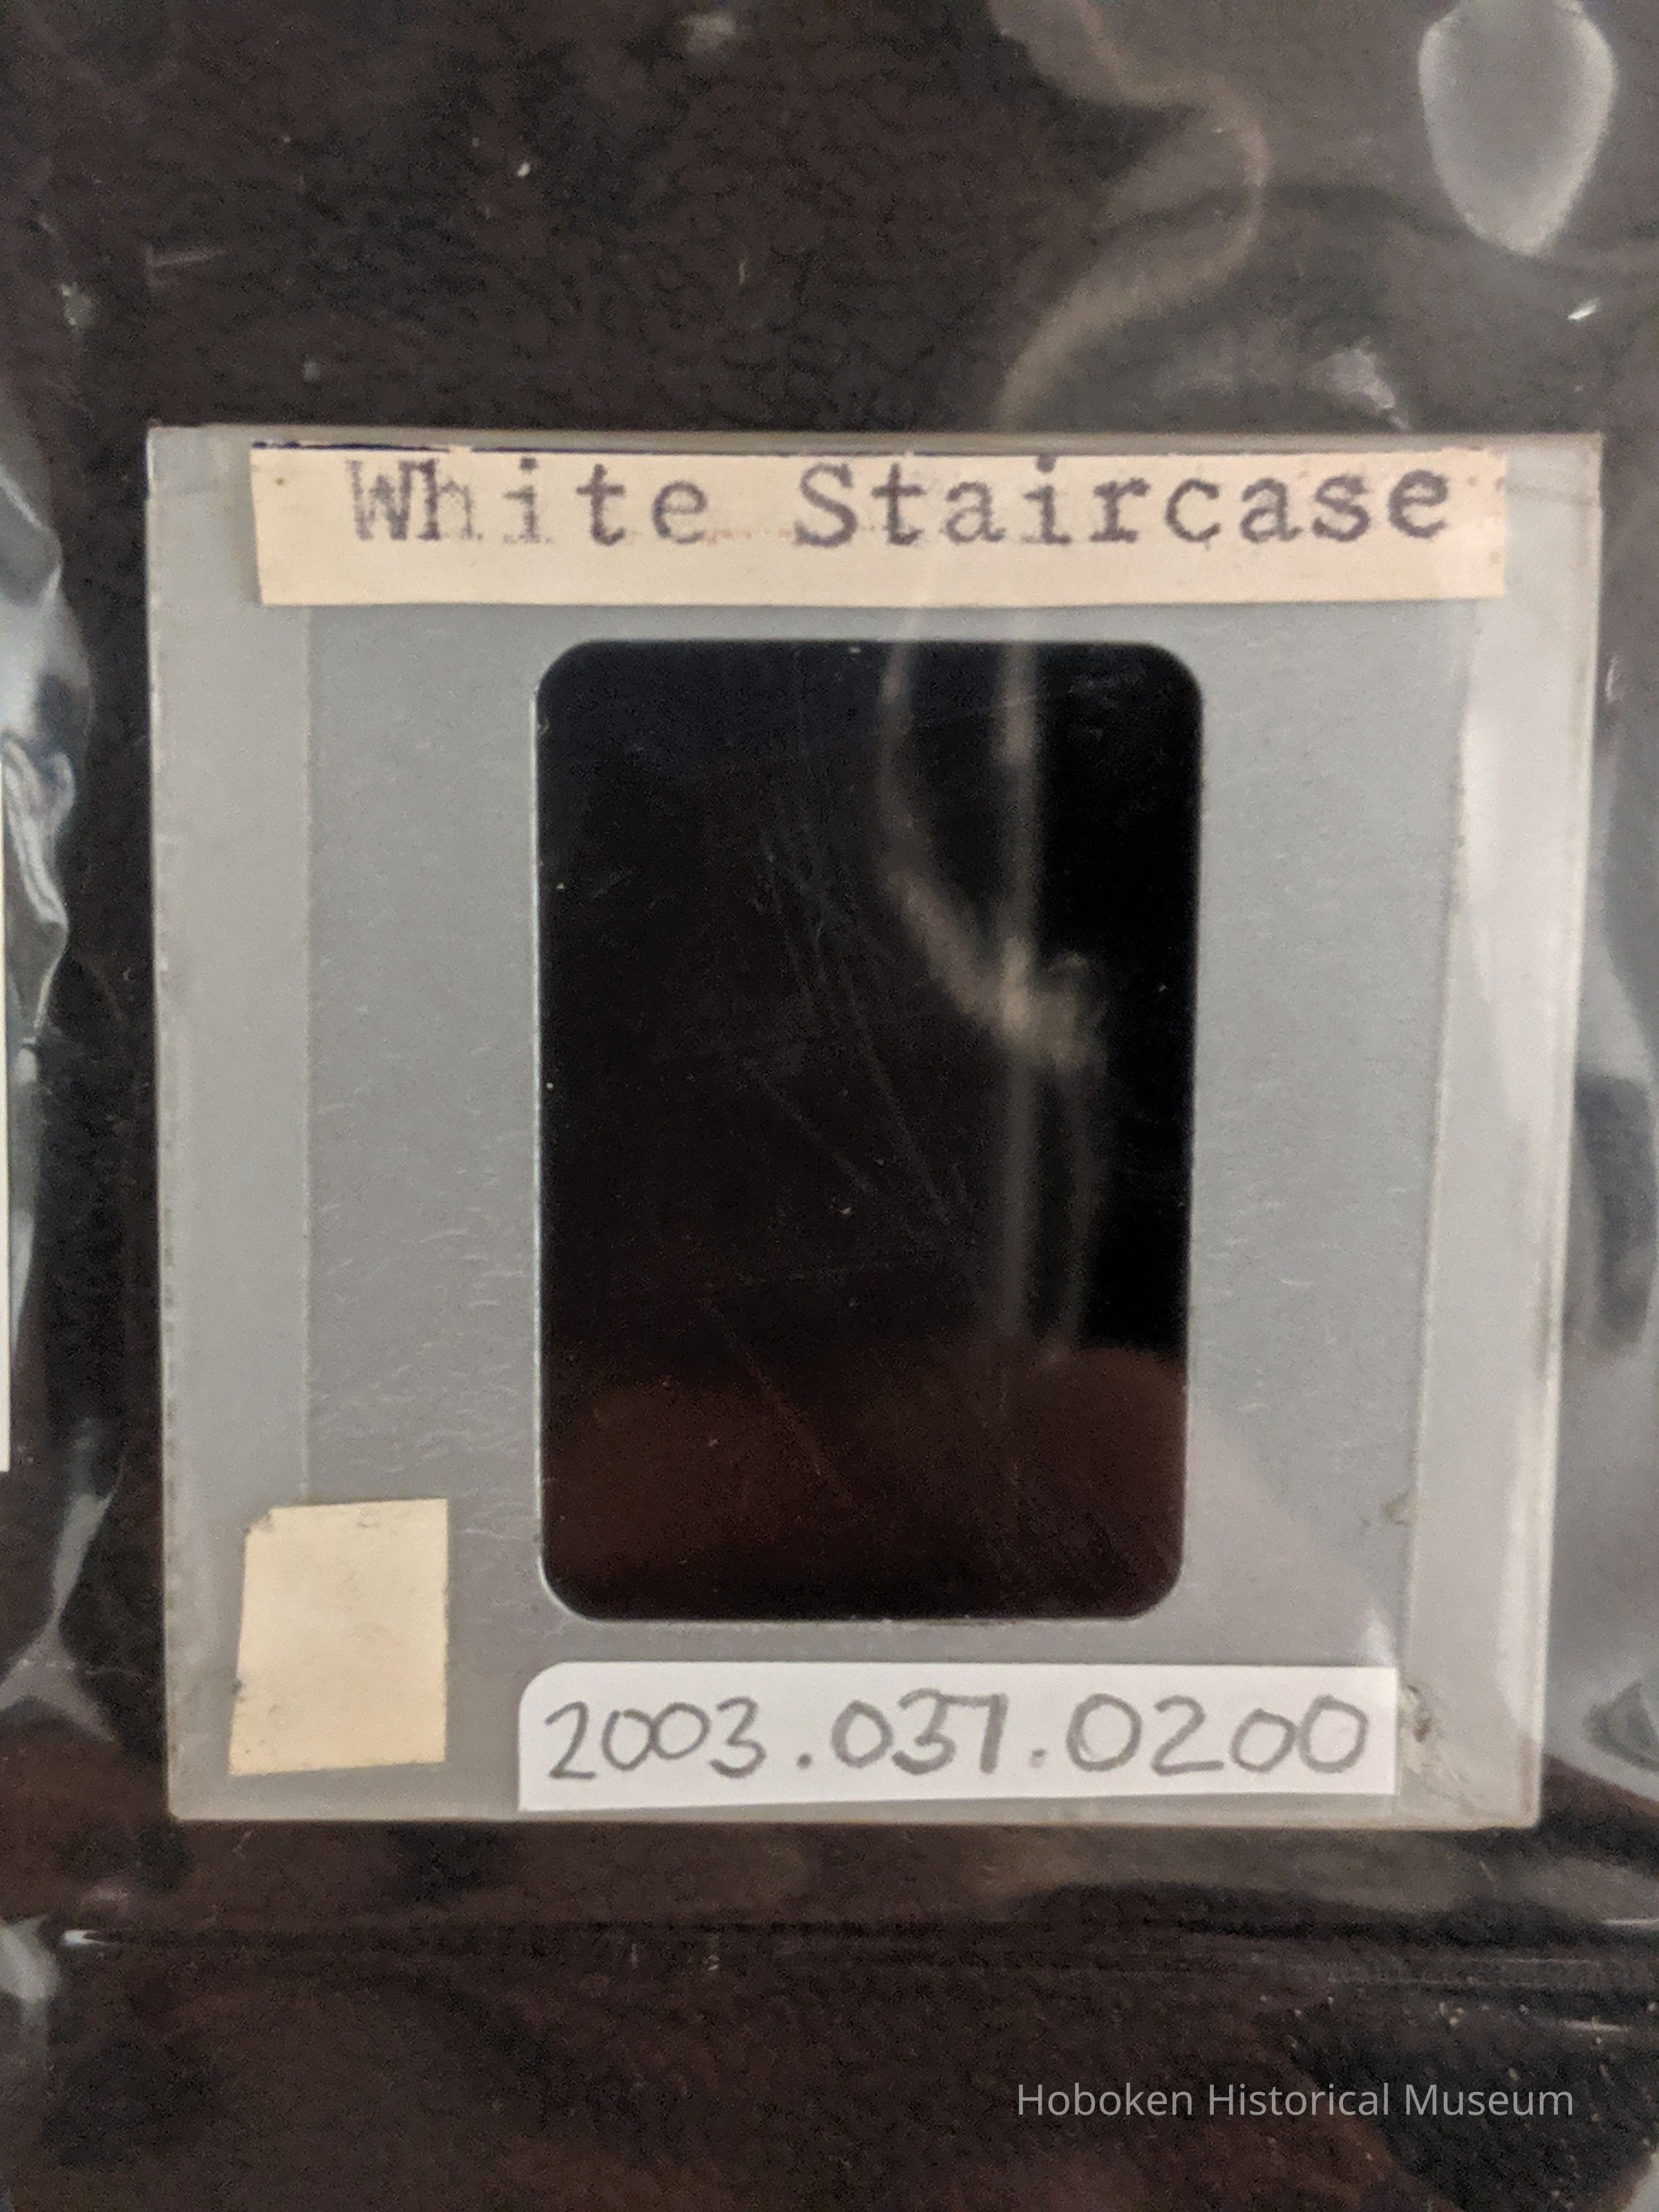 White Staircase
2003.037.0200
Hoboken Historical Museum